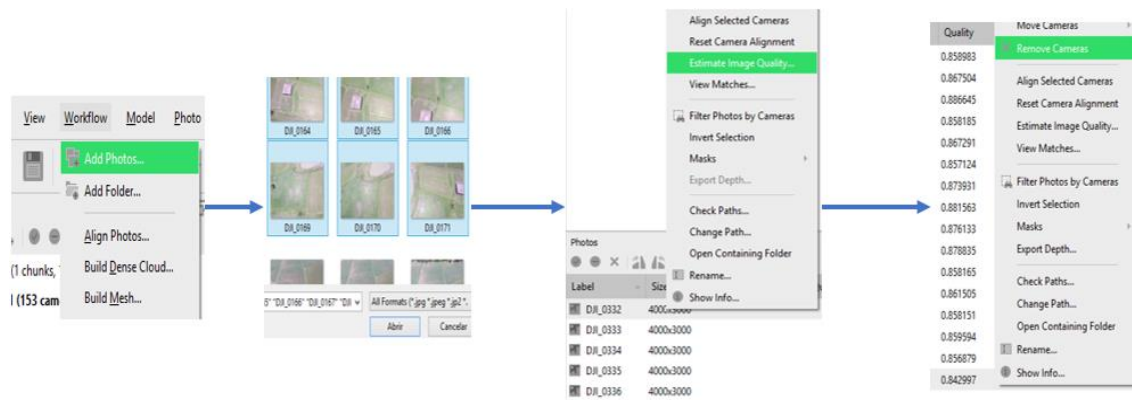 View Workflow Model Photo
Add Photos...
Add Folder...
Align Photos...
(1 chunks,
Build Dense Cloud...
(153 cam
Build Mesh...
DJI_0164 DJI_0165 DJI_0166
DJI_0169 DJI_0170 DJI_0171
"DJI_0166" "DJI_0167" "DJI All Formats (*.jpg *.jpeg *.jp2 *.
Abrir Cancelar
Align Selected Cameras
Reset Camera Alignment
Estimate Image Quality...
View Matches...
Filter Photos by Cameras
Invert Selection
Masks
Export Depth...
Check Paths...
Change Path...
Open Containing Folder
Rename...
Show Info...
Photos
Label Size
DJI_0332 4000x3000
DJI_0333 4000x3000
DJI_0334 4000x3000
DJI_0335 4000x3000
DJI_0336 4000x3000
Quality
0.858983
0.867504
0.886645
0.858185
0.867291
0.857124
0.873931
0.881563
0.876133
0.878835
0.858165
0.861505
0.858151
0.859594
0.856879
0.842997
Move Cameras
Remove Cameras
Align Selected Cameras
Reset Camera Alignment
Estimate Image Quality...
View Matches...
Filter Photos by Cameras
Invert Selection
Masks
Export Depth...
Check Paths...
Change Path...
Open Containing Folder
Rename...
Show Info...